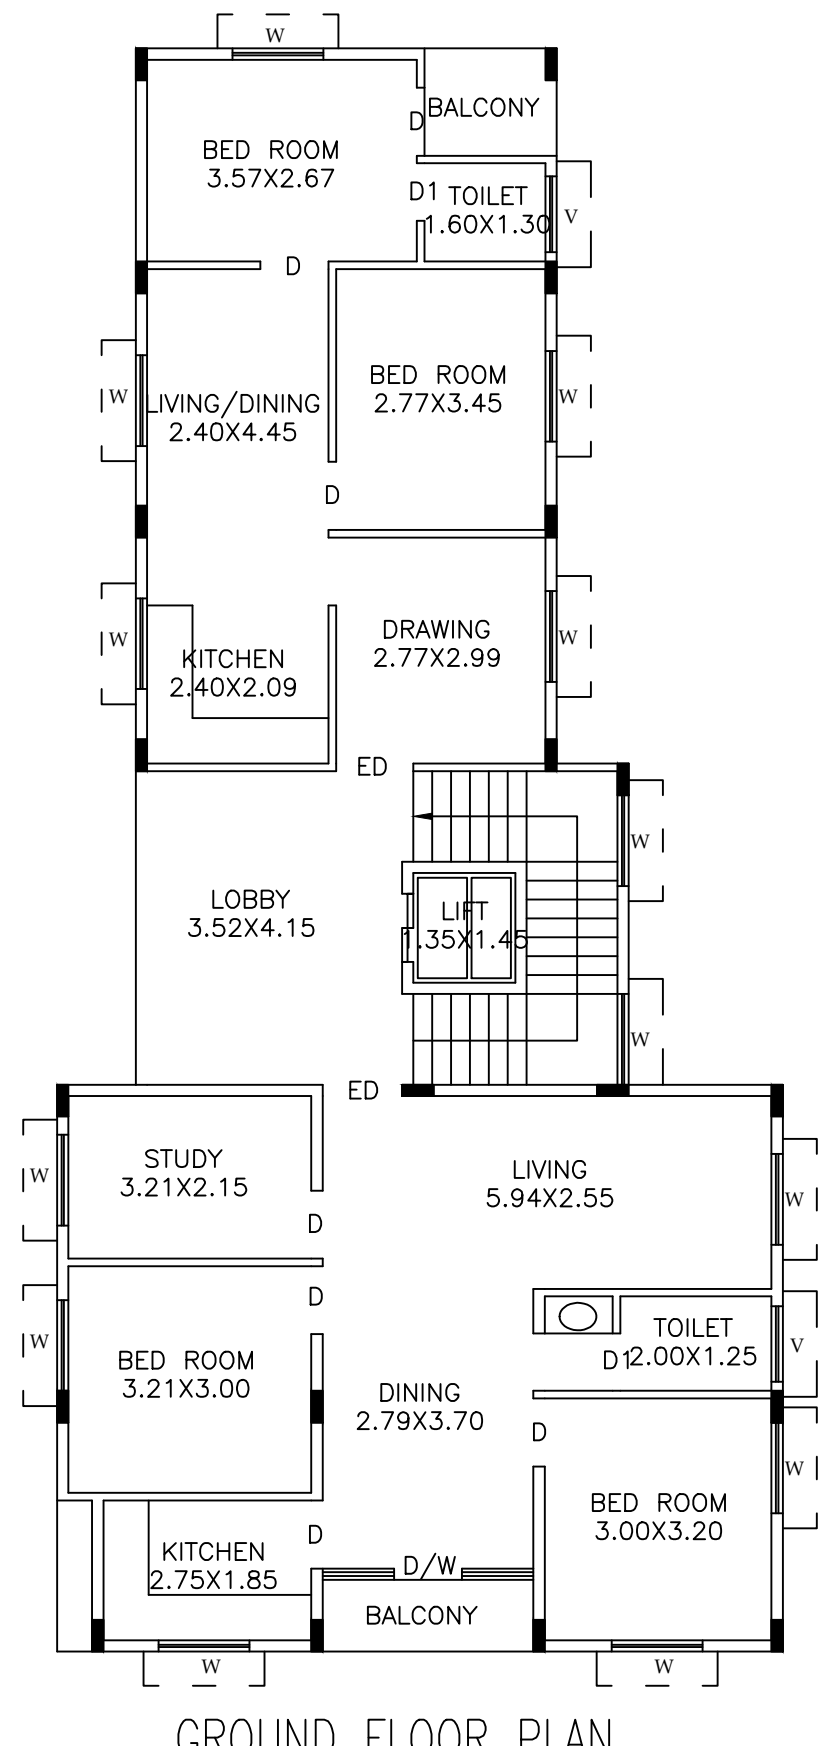 W
BALCONY
D
BED ROOM
3.57X2.67
D1
TOILET
1.60X1.30
V
D
BED ROOM
2.77X3.45
W
LIVING/DINING
2.40X4.45
W
D
DRAWING
2.77X2.99
W
W
KITCHEN
2.40X2.09
ED
W
LOBBY
3.52X4.15
LIFT
1.35X1.45
W
ED
STUDY
3.21X2.15
W
LIVING
5.94X2.55
W
D
D
TOILET
2.00X1.25
D1
V
W
BED ROOM
3.21X3.00
DINING
2.79X3.70
D
W
BED ROOM
3.00X3.20
D
KITCHEN
2.75X1.85
D/W
BALCONY
W
W
GROUND FLOOR PLAN